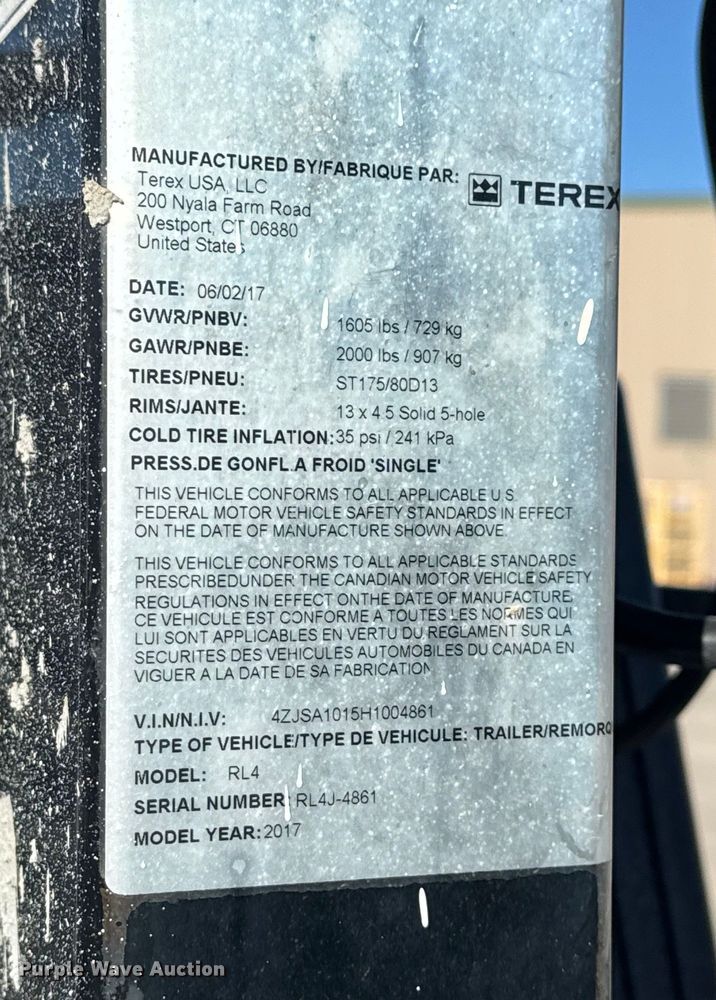 MANUFACTURED BY/FABRIQUE PAR:
TEREX
Terex USA, LLC
200 Nyala Farm Road
Westport, CT 06880
United States
DATE: 06/02/17
GVWR/PNBV: 1605 lbs / 729 kg
GAWR/PNBE: 2000 lbs / 907 kg
TIRES/PNEU: ST175/80D13
RIMS/JANTE: 13 x 4.5 Solid 5-hole
COLD TIRE INFLATION: 35 psi / 241 kPa
PRESS.DE GONFL.A FROID 'SINGLE'
THIS VEHICLE CONFORMS TO ALL APPLICABLE U S
FEDERAL MOTOR VEHICLE SAFETY STANDARDS IN EFFECT
ON THE DATE OF MANUFACTURE SHOWN ABOVE.
THIS VEHICLE CONFORMS TO ALL APPLICABLE STANDARDS
PRESCRIBEDUNDER THE CANADIAN MOTOR VEHICLE SAFETY
REGULATIONS IN EFFECT ONTHE DATE OF MANUFACTURE.
CE VEHICULE EST CONFORME A TOUTES LES NORMES QUI
LUI SONT APPLICABLES EN VERTU DU REGLAMENT SUR LA
SECURITES DES VEHICULES AUTOMOBILES DU CANADA EN
VIGUER A LA DATE DE SA FABRICATION
V.I.N/N.I.V: 4ZJSA1015H1004861
TYPE OF VEHICLE/TYPE DE VEHICULE: TRAILER/REMORQ
MODEL: RL4
SERIAL NUMBER: RL4J-4861
MODEL YEAR: 2017
Purple Wave Auction